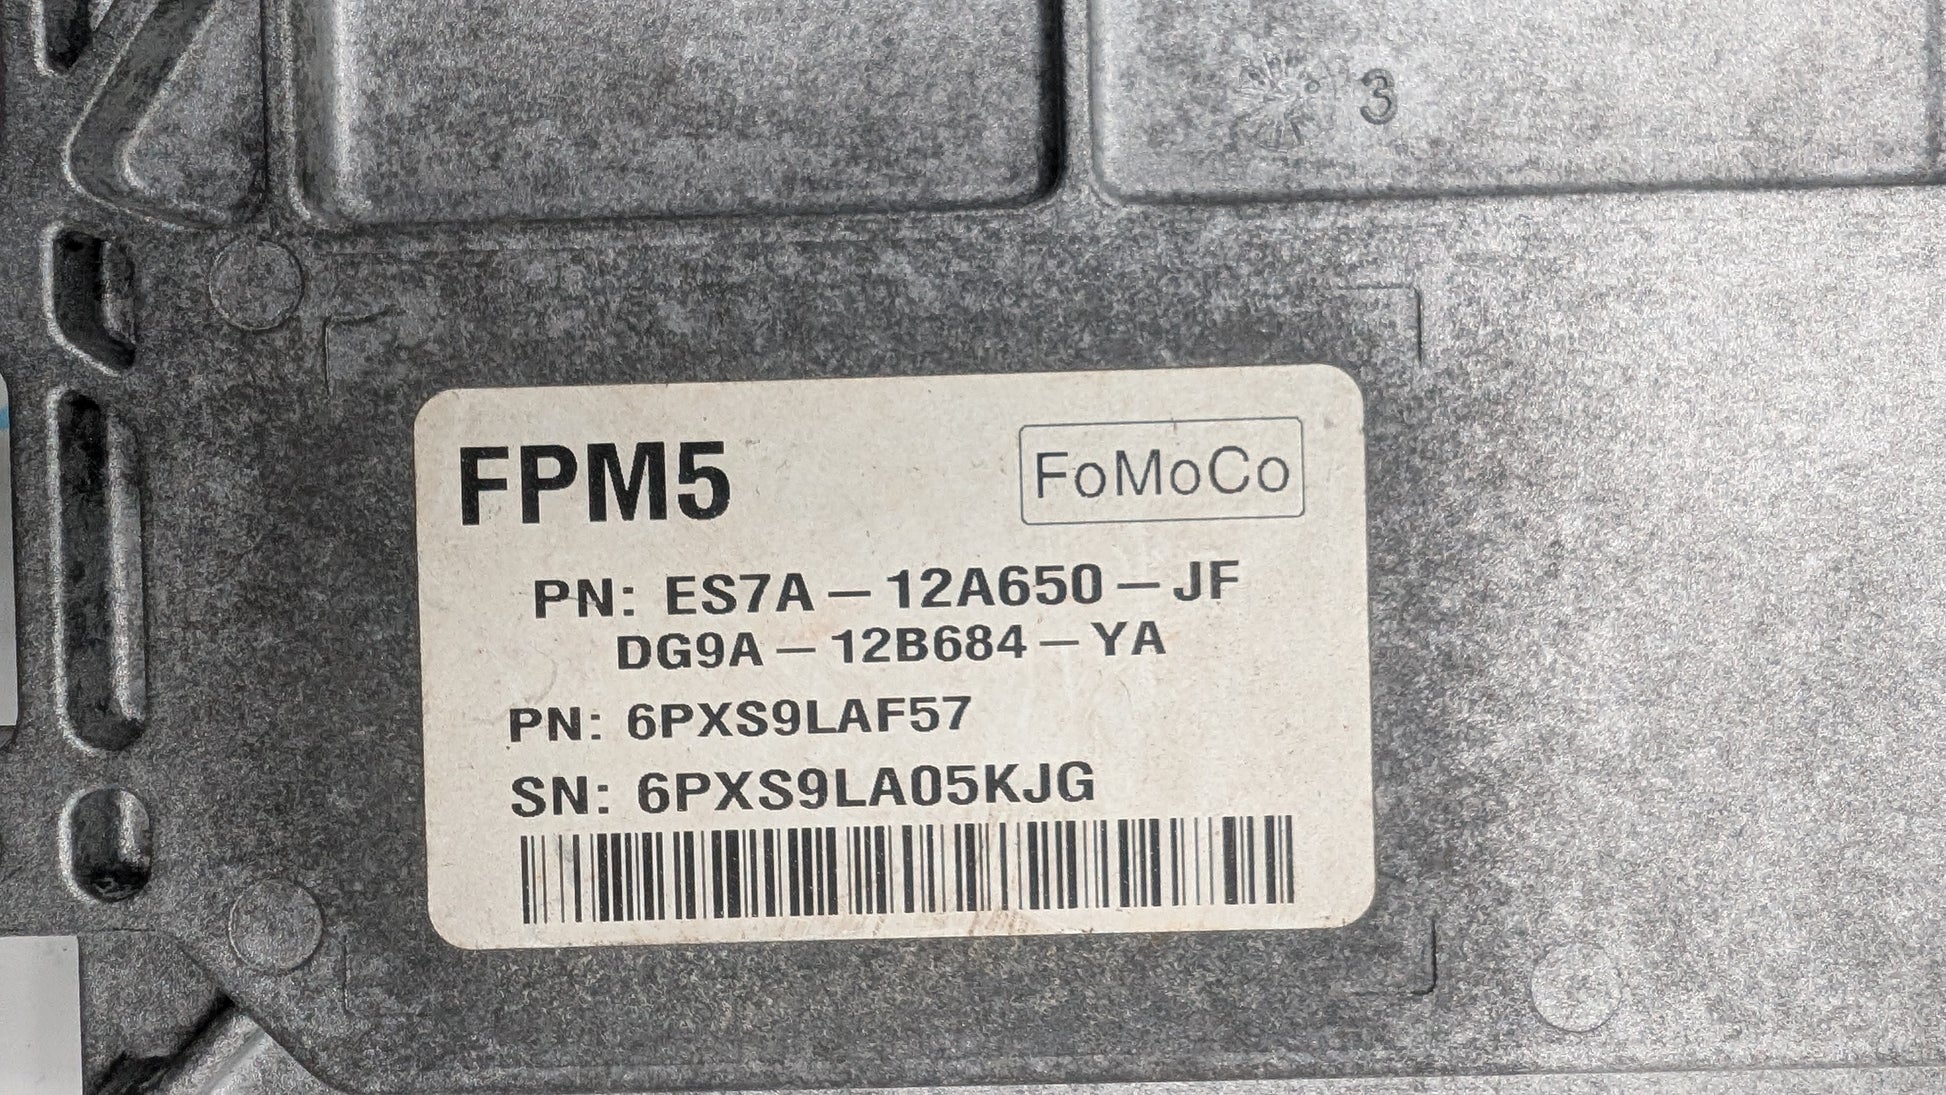 3
FPM5
FoMoCo
PN: ES7A – 12A650 – JF
DG9A – 12B684 – YA
PN: 6PXS9LAF57
SN: 6PXS9LA05KJG